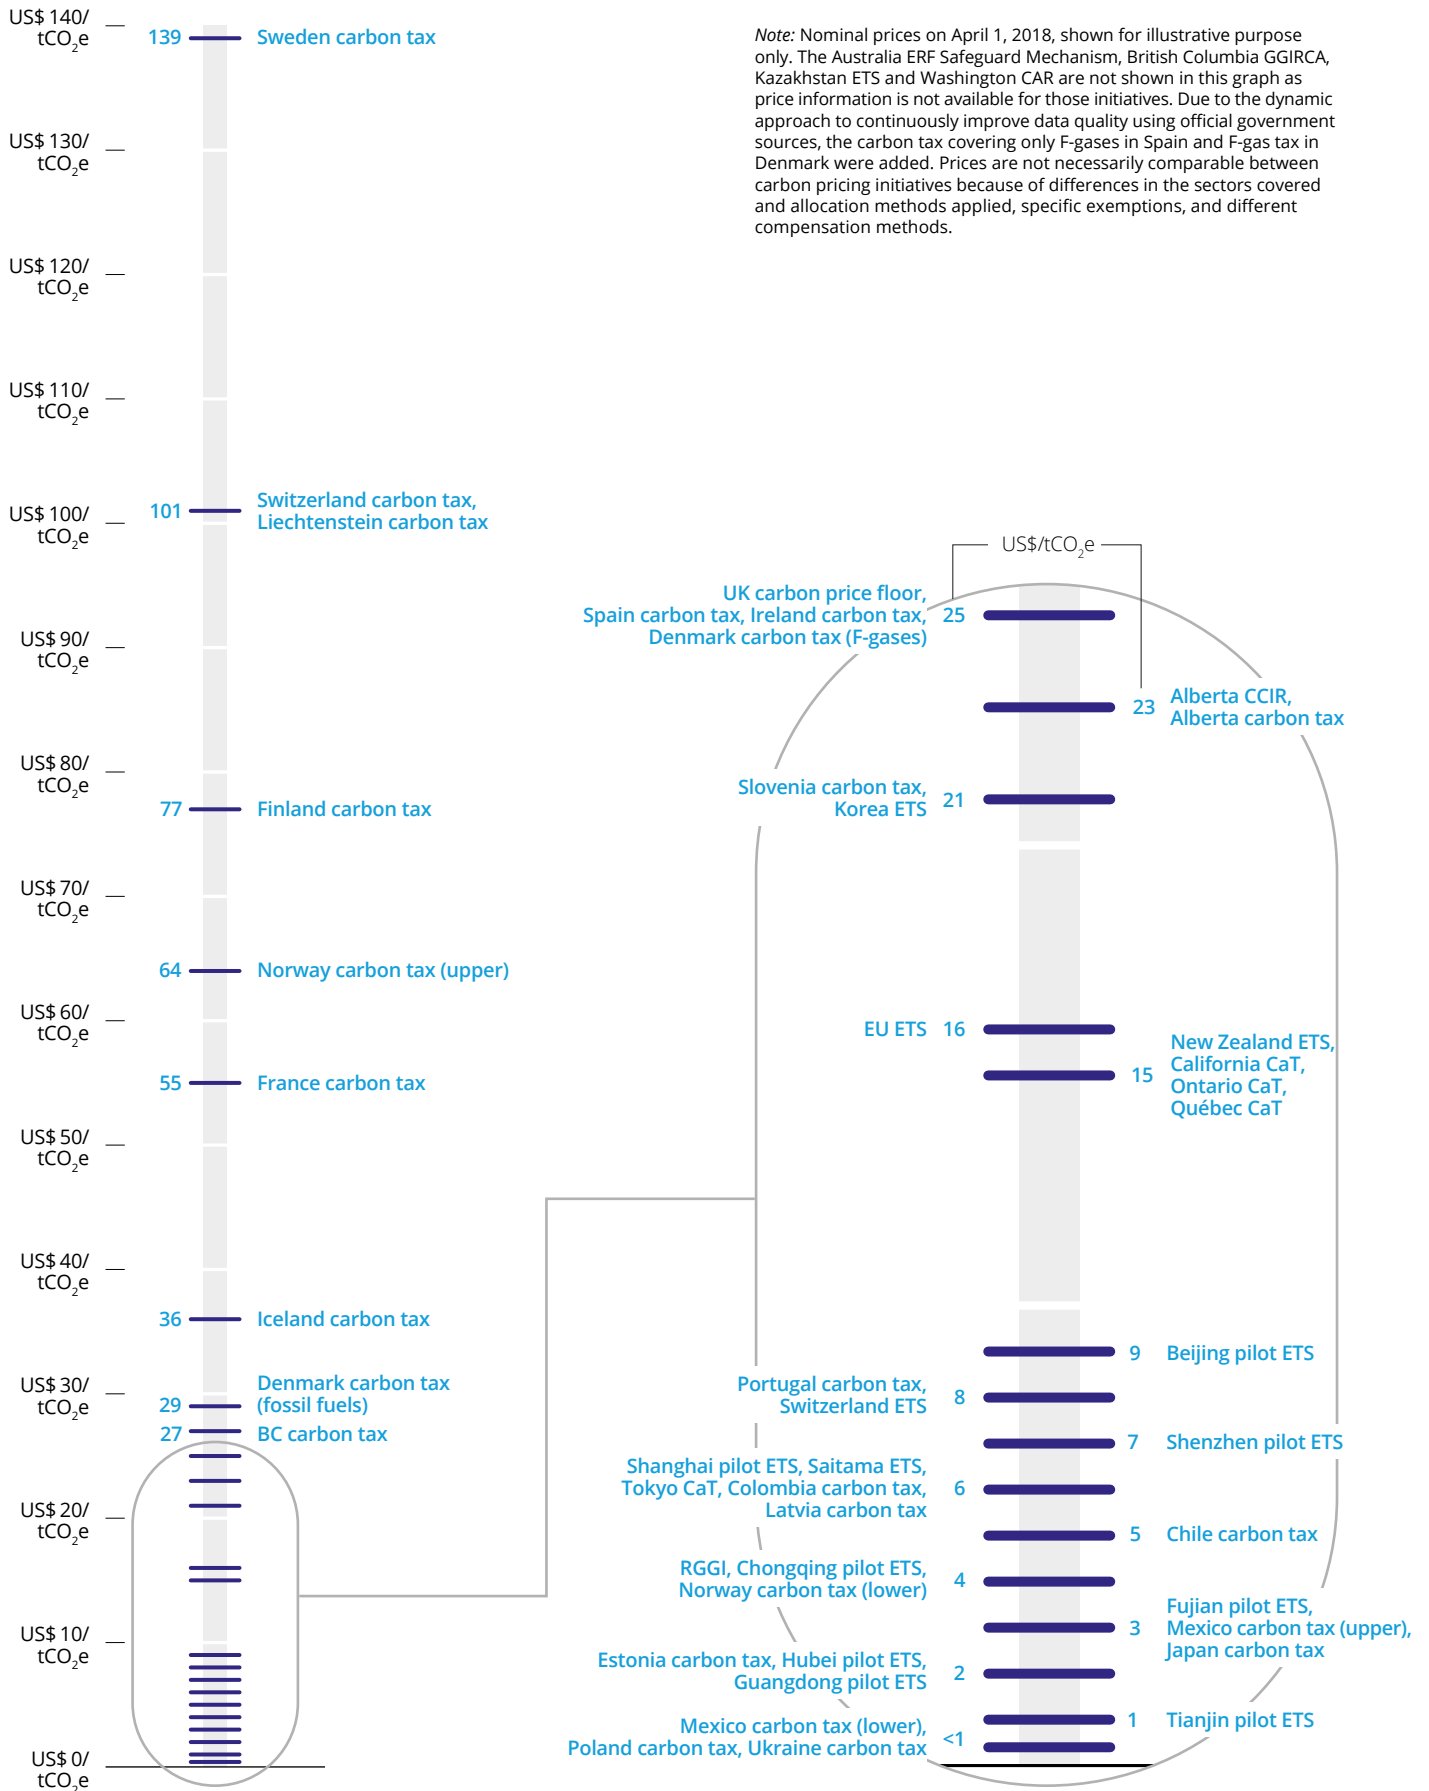 US$ 140/
tCO2e
139
Sweden carbon tax
Note: Nominal prices on April 1, 2018, shown for illustrative purpose
only. The Australia ERF Safeguard Mechanism, British Columbia GGIRCA,
Kazakhstan ETS and Washington CAR are not shown in this graph as
price information is not available for those initiatives. Due to the dynamic
approach to continuously improve data quality using official government
sources, the carbon tax covering only F-gases in Spain and F-gas tax in
Denmark were added. Prices are not necessarily comparable between
carbon pricing initiatives because of differences in the sectors covered
and allocation methods applied, specific exemptions, and different
compensation methods.
US$ 130/
tCO2e
US$ 120/
tCO2e
US$ 110/
tCO2e
US$ 100/
tCO2e
101
Switzerland carbon tax,
Liechtenstein carbon tax
US$ 90/
tCO2e
US$ 80/
tCO2e
77
Finland carbon tax
US$ 70/
tCO2e
64
Norway carbon tax (upper)
US$ 60/
tCO2e
55
France carbon tax
US$ 50/
tCO2e
US$ 40/
tCO2e
36
Iceland carbon tax
US$ 30/
tCO2e
29
Denmark carbon tax
(fossil fuels)
27
BC carbon tax
US$ 20/
tCO2e
US$ 10/
tCO2e
US$ 0/
tCO2e
US$/tCO2e
UK carbon price floor,
Spain carbon tax, Ireland carbon tax,
Denmark carbon tax (F-gases)
25
23
Alberta CCIR,
Alberta carbon tax
Slovenia carbon tax,
Korea ETS
21
EU ETS
16
15
New Zealand ETS,
California CaT,
Ontario CaT,
Québec CaT
9
Beijing pilot ETS
Portugal carbon tax,
Switzerland ETS
8
7
Shenzhen pilot ETS
Shanghai pilot ETS, Saitama ETS,
Tokyo CaT, Colombia carbon tax,
Latvia carbon tax
6
5
Chile carbon tax
RGGI, Chongqing pilot ETS,
Norway carbon tax (lower)
4
3
Fujian pilot ETS,
Mexico carbon tax (upper),
Japan carbon tax
Estonia carbon tax, Hubei pilot ETS,
Guangdong pilot ETS
2
1
Tianjin pilot ETS
Mexico carbon tax (lower),
Poland carbon tax, Ukraine carbon tax
<1